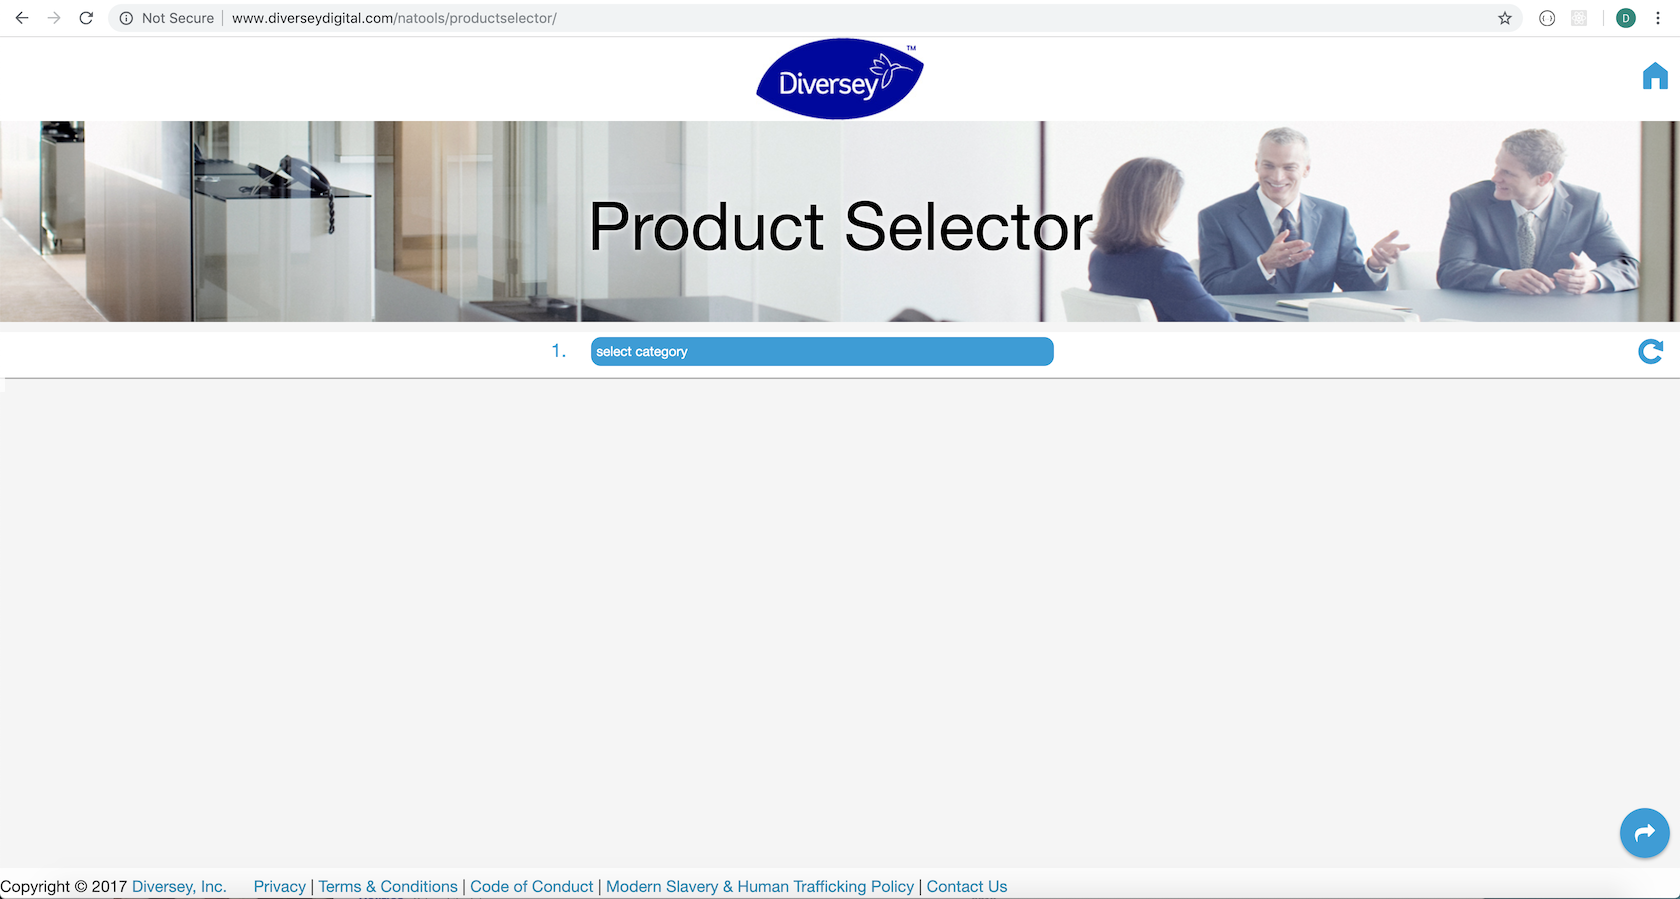 Not Secure | www.diverseydigital.com/natools/productselector/
D
Diversey™
Product Selector
1. select category
Copyright © 2017 Diversey, Inc. Privacy | Terms & Conditions | Code of Conduct | Modern Slavery & Human Trafficking Policy | Contact Us